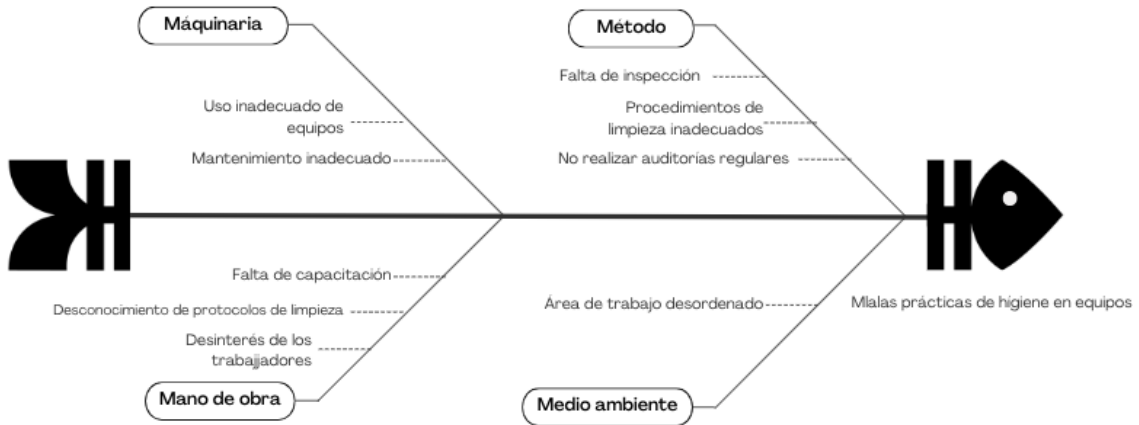 Máquinaria
Uso inadecuado de
equipos
Mantenimiento inadecuado
Método
Falta de inspección
Procedimientos de
limpieza inadecuados
No realizar auditorías regulares
Falta de capacitación
Desconocimiento de protocolos de limpieza
Desinterés de los
trabajjadores
Mano de obra
Área de trabajo desordenado
Medio ambiente
Mlalas prácticas de hígiene en equipos